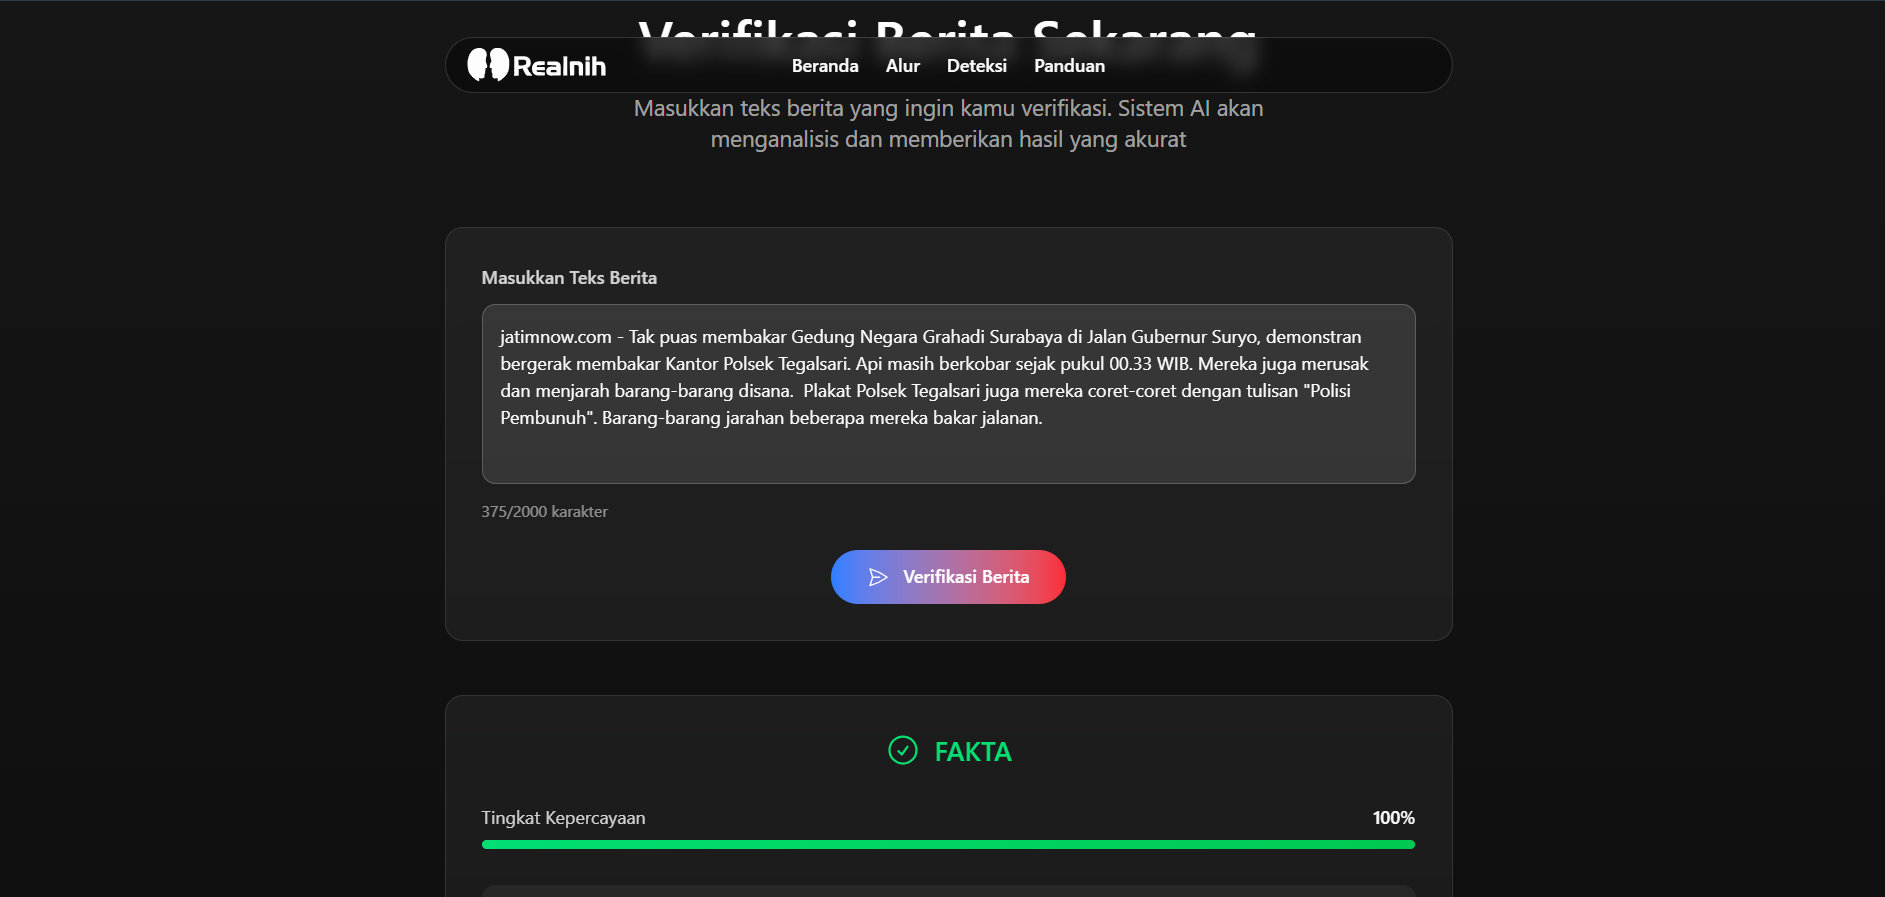 Verifikasi Berita Sekarang
Realnih
Beranda
Alur
Deteksi
Panduan
Masukkan teks berita yang ingin kamu verifikasi. Sistem AI akan
menganalisis dan memberikan hasil yang akurat
Masukkan Teks Berita
jatimnow.com - Tak puas membakar Gedung Negara Grahadi Surabaya di Jalan Gubernur Suryo, demonstran
bergerak membakar Kantor Polsek Tegalsari. Api masih berkobar sejak pukul 00.33 WIB. Mereka juga merusak
dan menjarah barang-barang disana.  Plakat Polsek Tegalsari juga mereka coret-coret dengan tulisan "Polisi
Pembunuh". Barang-barang jarahan beberapa mereka bakar jalanan.
375/2000 karakter
Verifikasi Berita
FAKTA
Tingkat Kepercayaan
100%